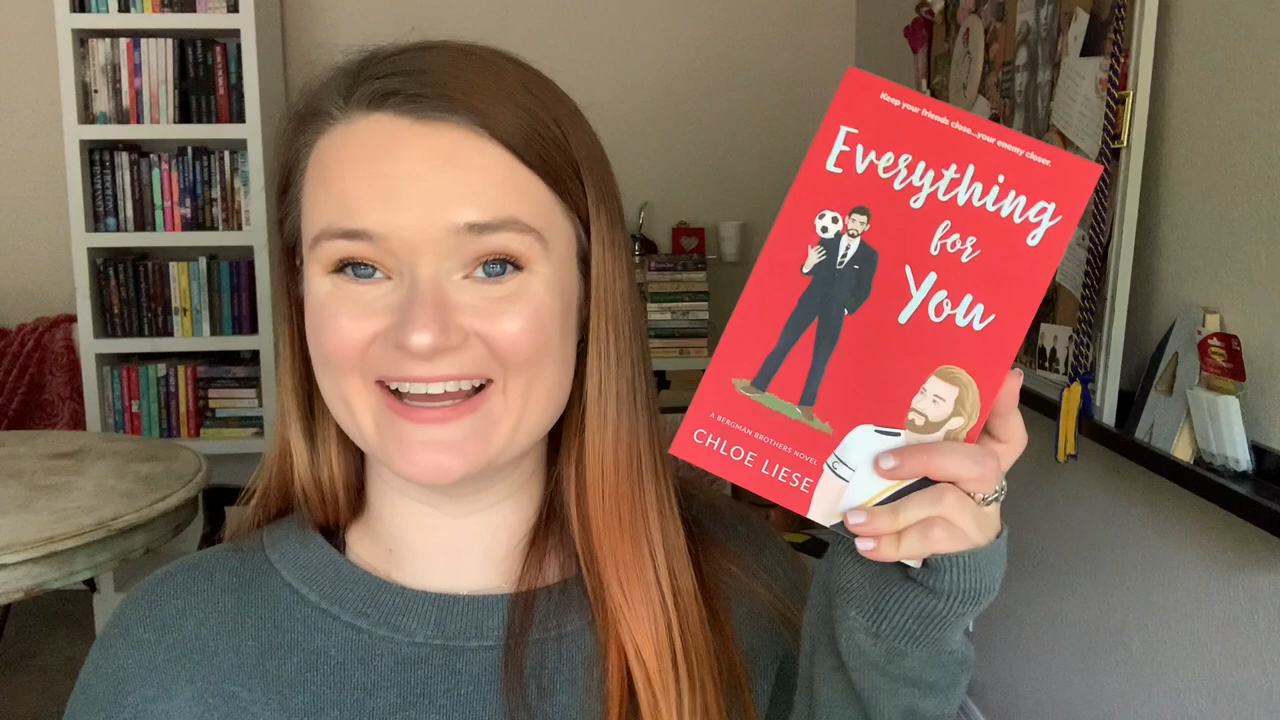 Keep your friends close...your enemy closer.
Everything
for
You
A BERGMAN BROTHERS NOVEL
CHLOE LIESE